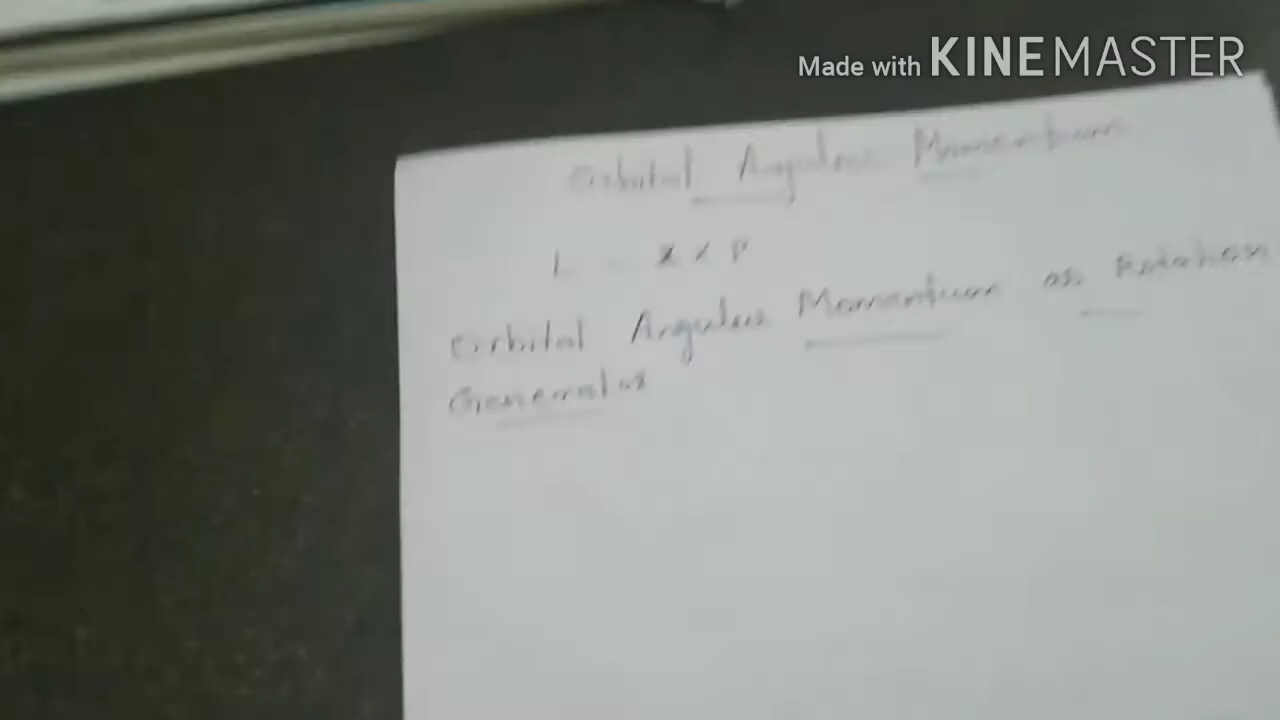 Made with KINEMASTER
Orbital Angular Momentum
L = x x P
Orbital Angular Momentum as Rotation
Generator